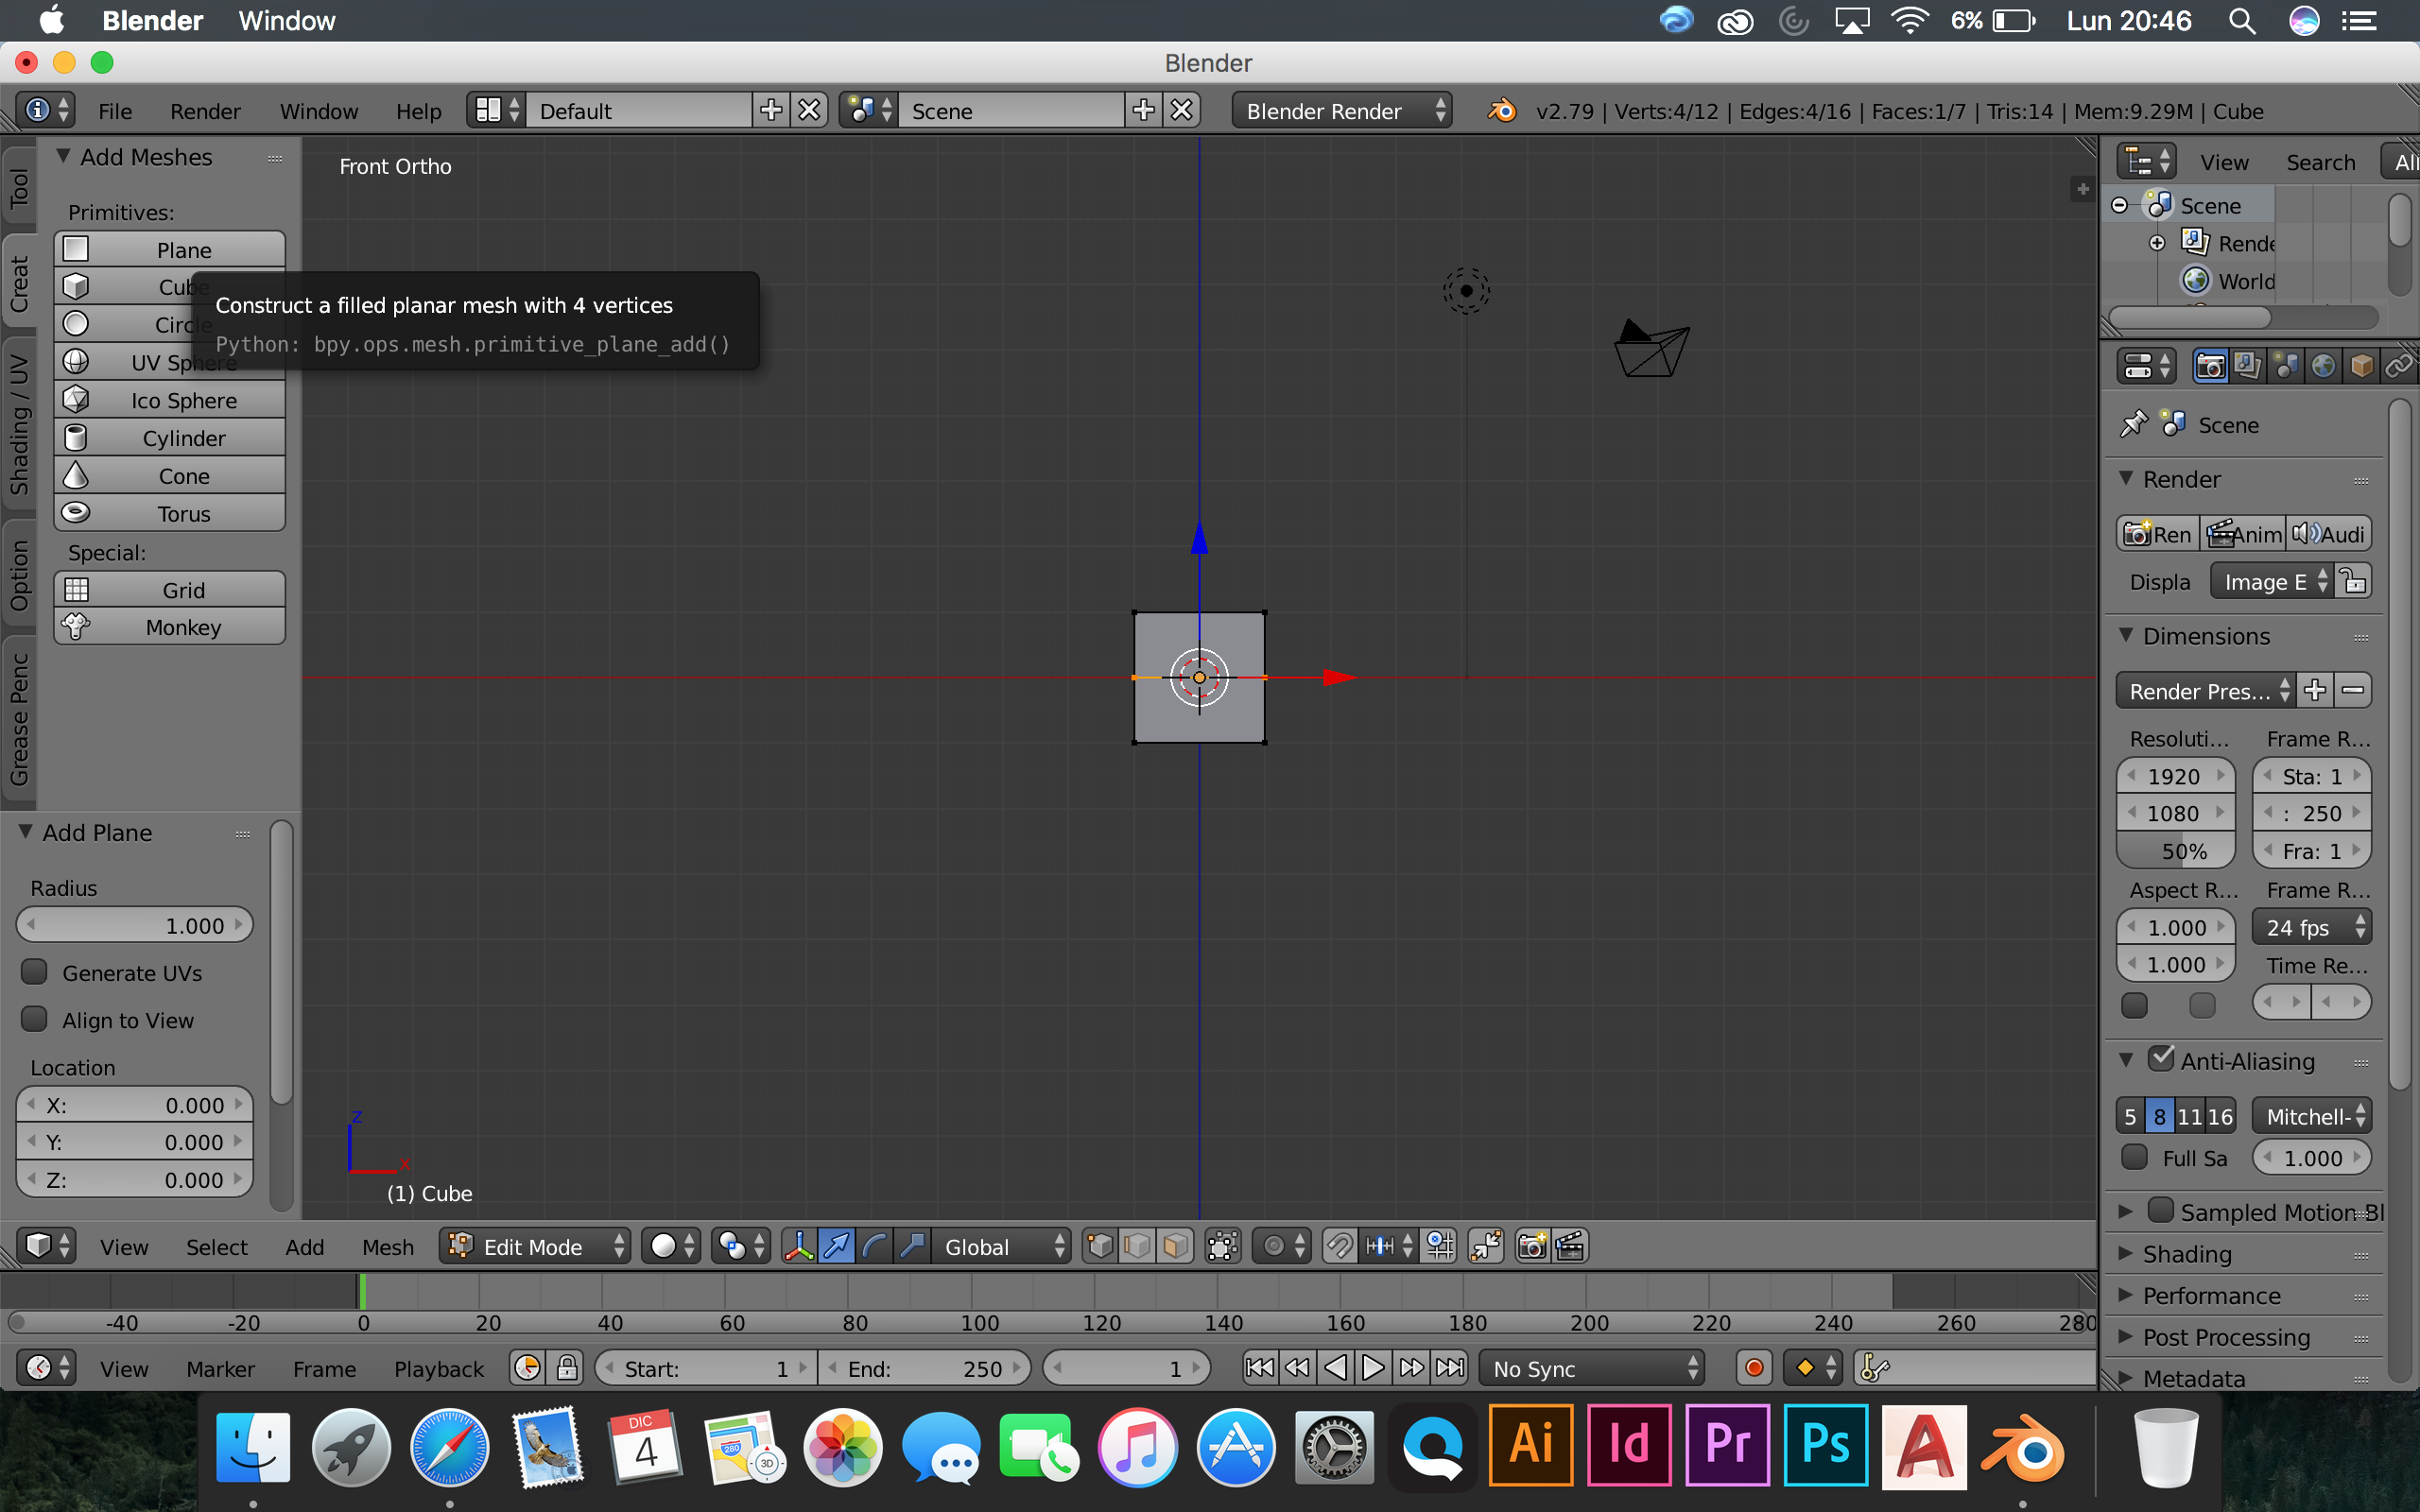 Blender Window 6% Lun 20:46
Blender
File Render Window Help Default Scene Blender Render v2.79 | Verts:4/12 | Edges:4/16 | Faces:1/7 | Tris:14 | Mem:9.29M | Cube
Tool
Creat
Shading / UV
Option
Grease Penc
Add Meshes
Primitives:
Plane
Cube
Circle
UV Sphere
Ico Sphere
Cylinder
Cone
Torus
Special:
Grid
Monkey
Construct a filled planar mesh with 4 vertices
Python: bpy.ops.mesh.primitive_plane_add()
Add Plane
Radius
1.000
Generate UVs
Align to View
Location
X: 0.000
Y: 0.000
Z: 0.000
Front Ortho
z
x
(1) Cube
View Search All
Scene
Rende
World
Scene
Render
Ren Anim Audi
Displa Image E
Dimensions
Render Pres...
Resoluti... Frame R...
1920 Sta: 1
1080 : 250
50% Fra: 1
Aspect R... Frame R...
1.000 24 fps
1.000 Time Re...
Anti-Aliasing
5 8 11 16 Mitchell-
Full Sa 1.000
Sampled Motion Bl
Shading
Performance
Post Processing
Metadata
View Select Add Mesh Edit Mode Global
-40 -20 0 20 40 60 80 100 120 140 160 180 200 220 240 260 280
View Marker Frame Playback Start: 1 End: 250 1 No Sync
DIC
4
280
3D
Ai Id Pr Ps